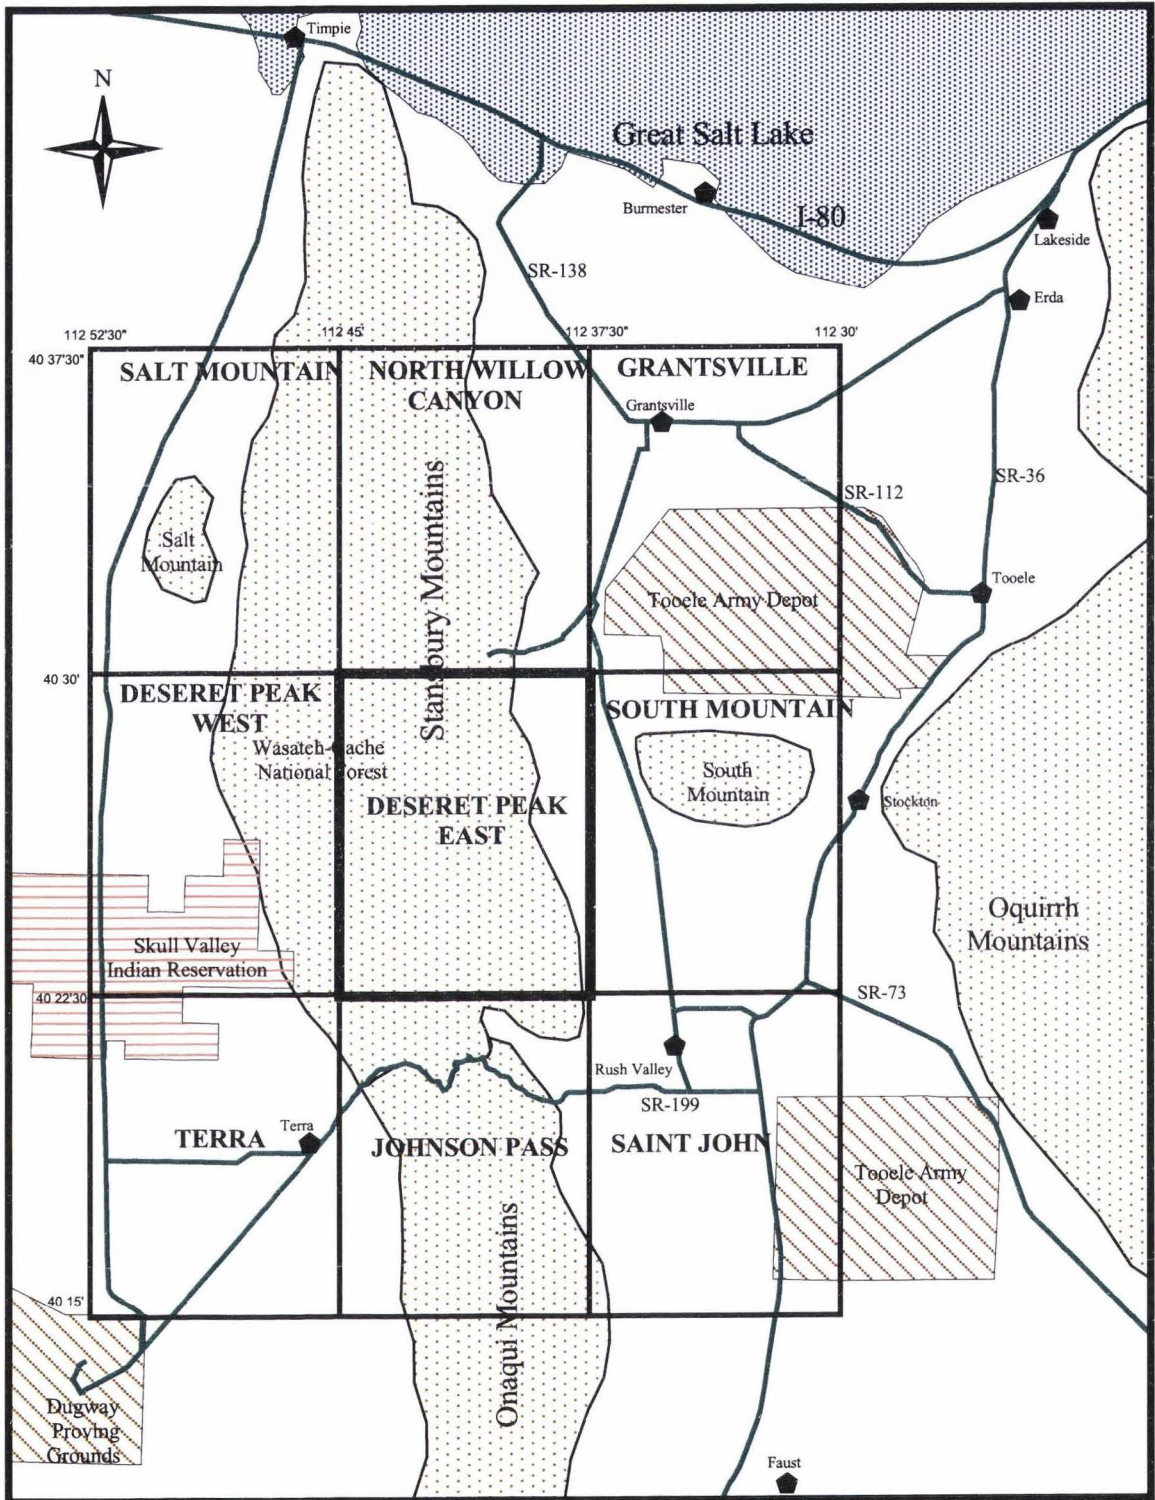 Timpie
N
Great Salt Lake
Burmester
I-80
Lakeside
SR-138
Erda
112 52'30"
112 45'
112 37'30"
112 30'
40 37'30"
SALT MOUNTAIN
NORTH WILLOW
CANYON
GRANTSVILLE
Grantsville
SR-36
SR-112
Salt
Mountain
Stansbury Mountains
Tooele
Tooele Army Depot
40 30'
DESERET PEAK
WEST
SOUTH MOUNTAIN
Wasatch-Cache
National Forest
South
Mountain
DESERET PEAK
EAST
Stockton
Oquirrh
Mountains
Skull Valley
Indian Reservation
40 22'30"
SR-73
Rush Valley
SR-199
TERRA
Terra
JOHNSON PASS
SAINT JOHN
Tooele Army
Depot
Onaqui Mountains
40 15'
Dugway
Proving
Grounds
Faust